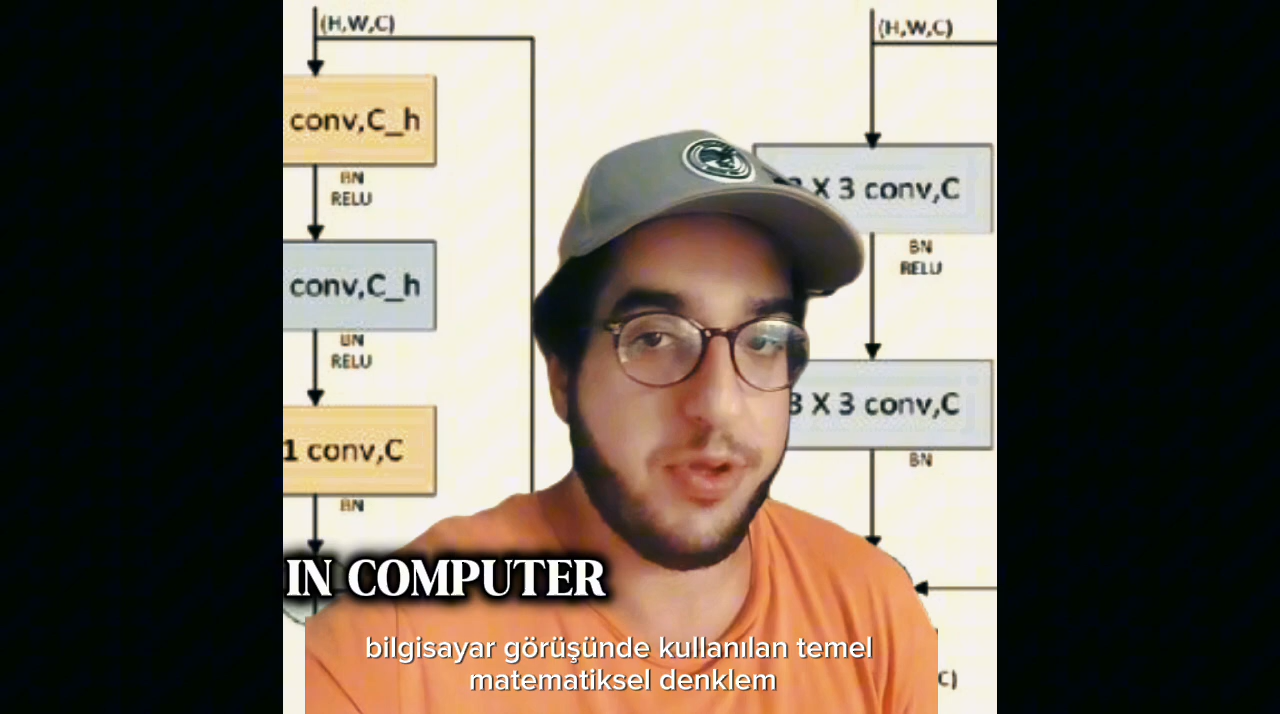 (H,W,C)
conv,C_h
BN
RELU
conv,C_h
BN
RELU
1 conv,C
BN
(H,W,C)
X 3 conv,C
BN
RELU
3 X 3 conv,C
BN
C)
IN COMPUTER
bilgisayar görüşünde kullanılan temel
matematiksel denklem